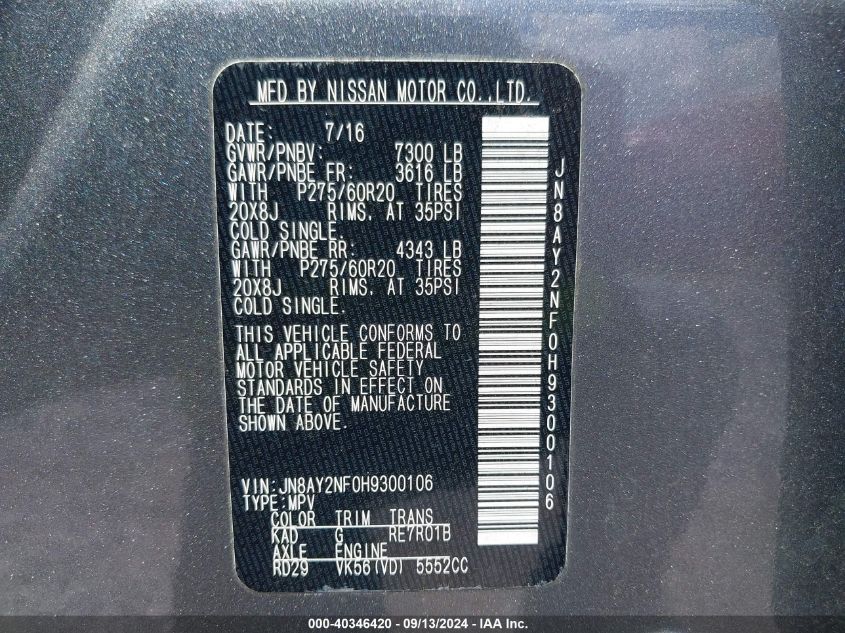 MFD BY NISSAN MOTOR CO.,LTD.
DATE: 7/16
GVWR/PNBV: 7300 LB
GAWR/PNBE FR: 3616 LB
WITH P275/60R20 TIRES
20X8J RIMS. AT 35PSI
COLD SINGLE.
GAWR/PNBE RR: 4343 LB
WITH P275/60R20 TIRES
20X8J RIMS. AT 35PSI
COLD SINGLE.
THIS VEHICLE CONFORMS TO
ALL APPLICABLE FEDERAL
MOTOR VEHICLE SAFETY
STANDARDS IN EFFECT ON
THE DATE OF MANUFACTURE
SHOWN ABOVE.
VIN:JN8AY2NF0H9300106
TYPE:MPV
COLOR TRIM TRANS
KAD G RE7R01B
AXLE ENGINE
RD29 VK56(VD) 5552CC
JN8AY2NF0H9300106
000-40346420 - 09/13/2024 - IAA Inc.